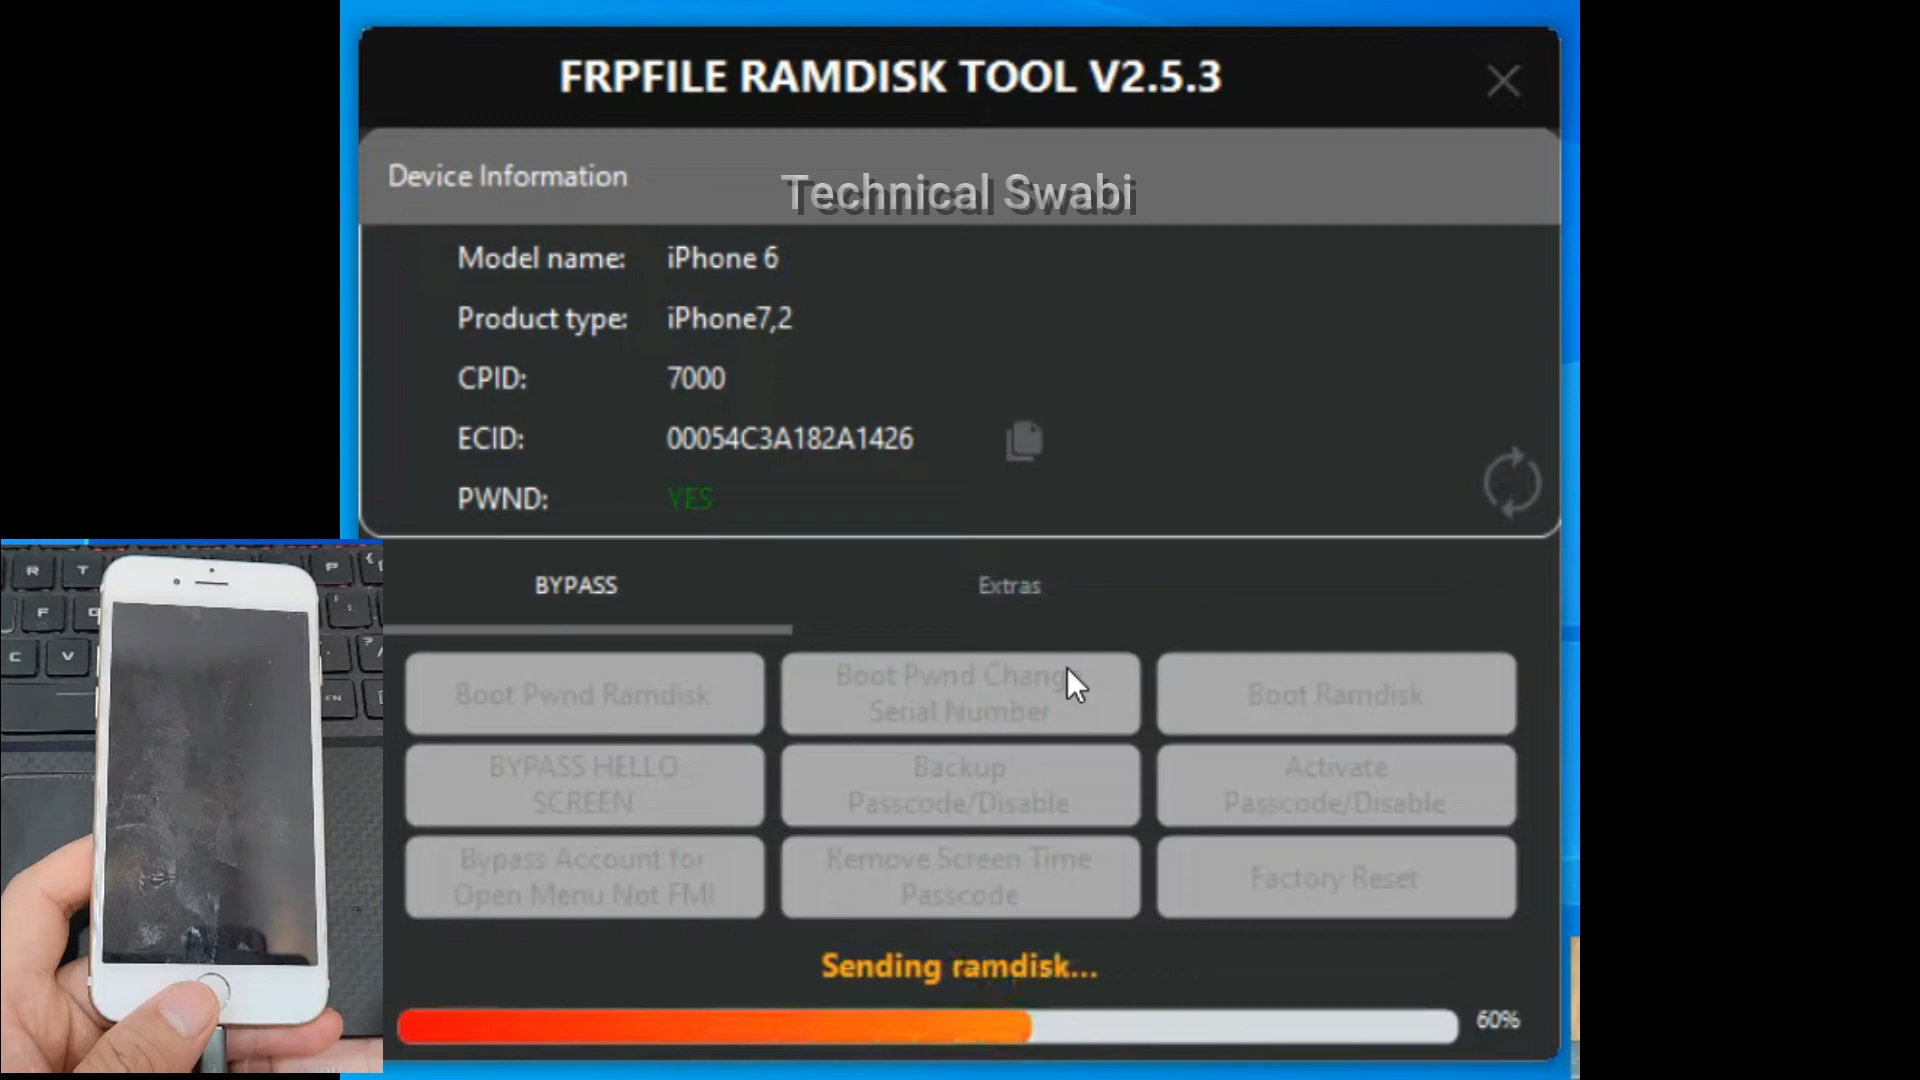 FRPFILE RAMDISK TOOL V2.5.3
Device Information
Technical Swabi
Model name: iPhone 6
Product type: iPhone7,2
CPID: 7000
ECID: 00054C3A182A1426
PWND: YES
BYPASS Extras
Boot Pwnd Ramdisk
Boot Pwnd Chang
Serial Number
Boot Ramdisk
BYPASS HELLO
SCREEN
Backup
Passcode/Disable
Activate
Passcode/Disable
Bypass Account for
Open Menu Not FMI
Remove Screen Time
Passcode
Factory Reset
Sending ramdisk...
60%
R T P
F G
C V
FN